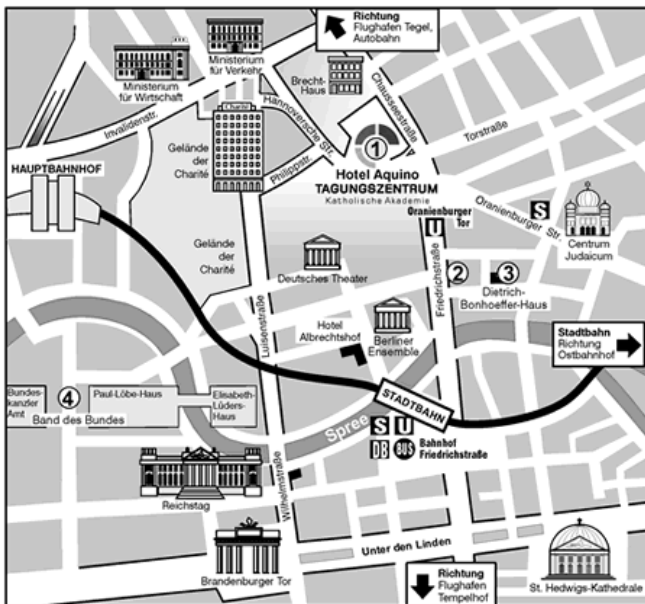 Richtung
Flughafen Tegel,
Autobahn
Ministerium
für Verkehr
Ministerium
für Wirtschaft
Brecht-
Haus
Chausseestraße
Invalidenstr.
Charité
Hannoversche Str.
Torstraße
HAUPTBAHNHOF
Gelände
der
Charité
Philippstr.
1
Hotel Aquino
TAGUNGSZENTRUM
Katholische Akademie
Oranienburger
Tor
U
Oranienburger Str.
S
Centrum
Judaicum
Gelände
der
Charité
Deutsches Theater
Friedrichstraße
2
3
Dietrich-
Bonhoeffer-Haus
Luisenstraße
Hotel
Albrechtshof
Berliner
Ensemble
Stadtbahn
Richtung
Ostbahnhof
Bundes-
kanzler
Amt
4
Band des Bundes
Paul-Löbe-Haus
Elisabeth-
Lüders-
Haus
STADTBAHN
Spree
S U
DB BUS
Bahnhof
Friedrichstraße
Reichstag
Wilhelmstraße
Brandenburger Tor
Unter den Linden
Richtung
Flughafen
Tempelhof
St. Hedwigs-Kathedrale